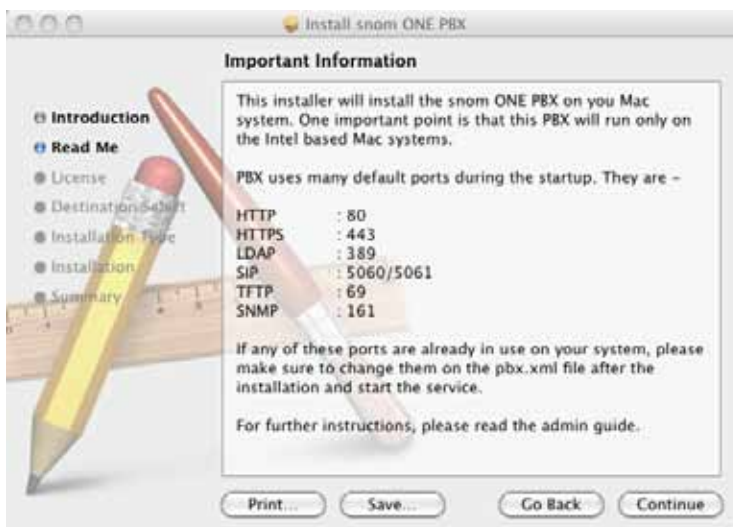 Install snom ONE PBX
Important Information
Introduction
Read Me
License
Destination Select
Installation Type
Installation
Summary
This installer will install the snom ONE PBX on you Mac
system. One important point is that this PBX will run only on
the Intel based Mac systems.
PBX uses many default ports during the startup. They are –
HTTP : 80
HTTPS : 443
LDAP : 389
SIP : 5060/5061
TFTP : 69
SNMP : 161
If any of these ports are already in use on your system, please
make sure to change them on the pbx.xml file after the
installation and start the service.
For further instructions, please read the admin guide.
Print... Save... Go Back Continue